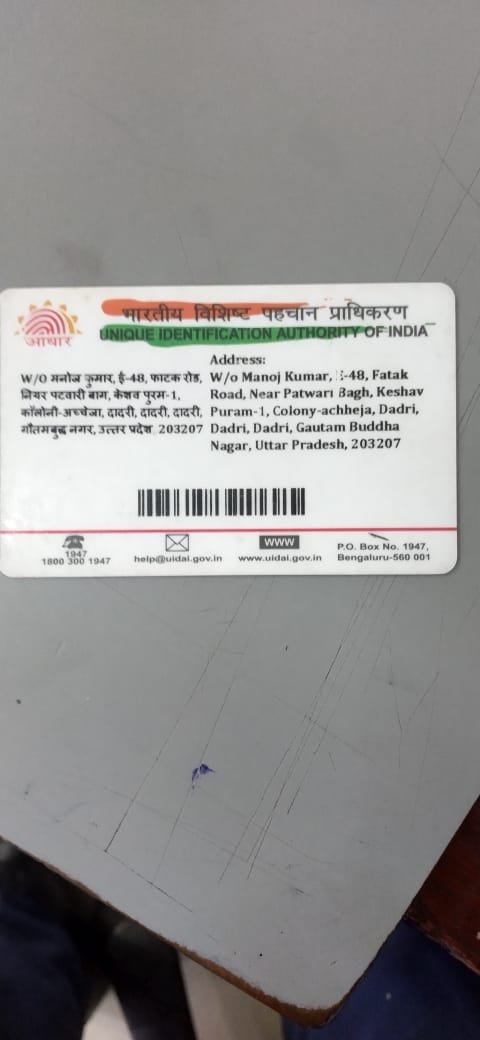 भारतीय विशिष्ट पहचान प्राधिकरण
आधार
UNIQUE IDENTIFICATION AUTHORITY OF INDIA
W/O मनोज कुमार, ई-48, फाटक रोड,
नियर पटवारी बाग, केशव पुरम-1,
कॉलोनी-अच्चेजा, दादरी, दादरी, दादरी,
गौतमबुद्ध नगर, उत्तर प्रदेश 203207
Address:
W/o Manoj Kumar, E-48, Fatak
Road, Near Patwari Bagh, Keshav
Puram-1, Colony-achheja, Dadri,
Dadri, Dadri, Gautam Buddha
Nagar, Uttar Pradesh, 203207
1947
1800 300 1947
help@uidai.gov.in
WWW
www.uidai.gov.in
P.O. Box No. 1947,
Bengaluru-560 001